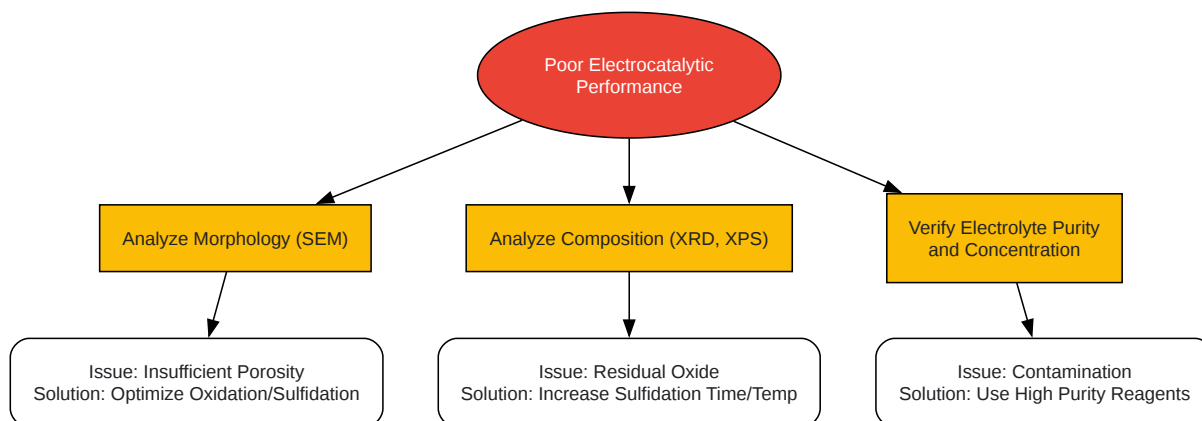 Poor Electrocatalytic
Performance
Analyze Morphology (SEM)
Analyze Composition (XRD, XPS)
Verify Electrolyte Purity
and Concentration
Issue: Insufficient Porosity
Solution: Optimize Oxidation/Sulfidation
Issue: Residual Oxide
Solution: Increase Sulfidation Time/Temp
Issue: Contamination
Solution: Use High Purity Reagents